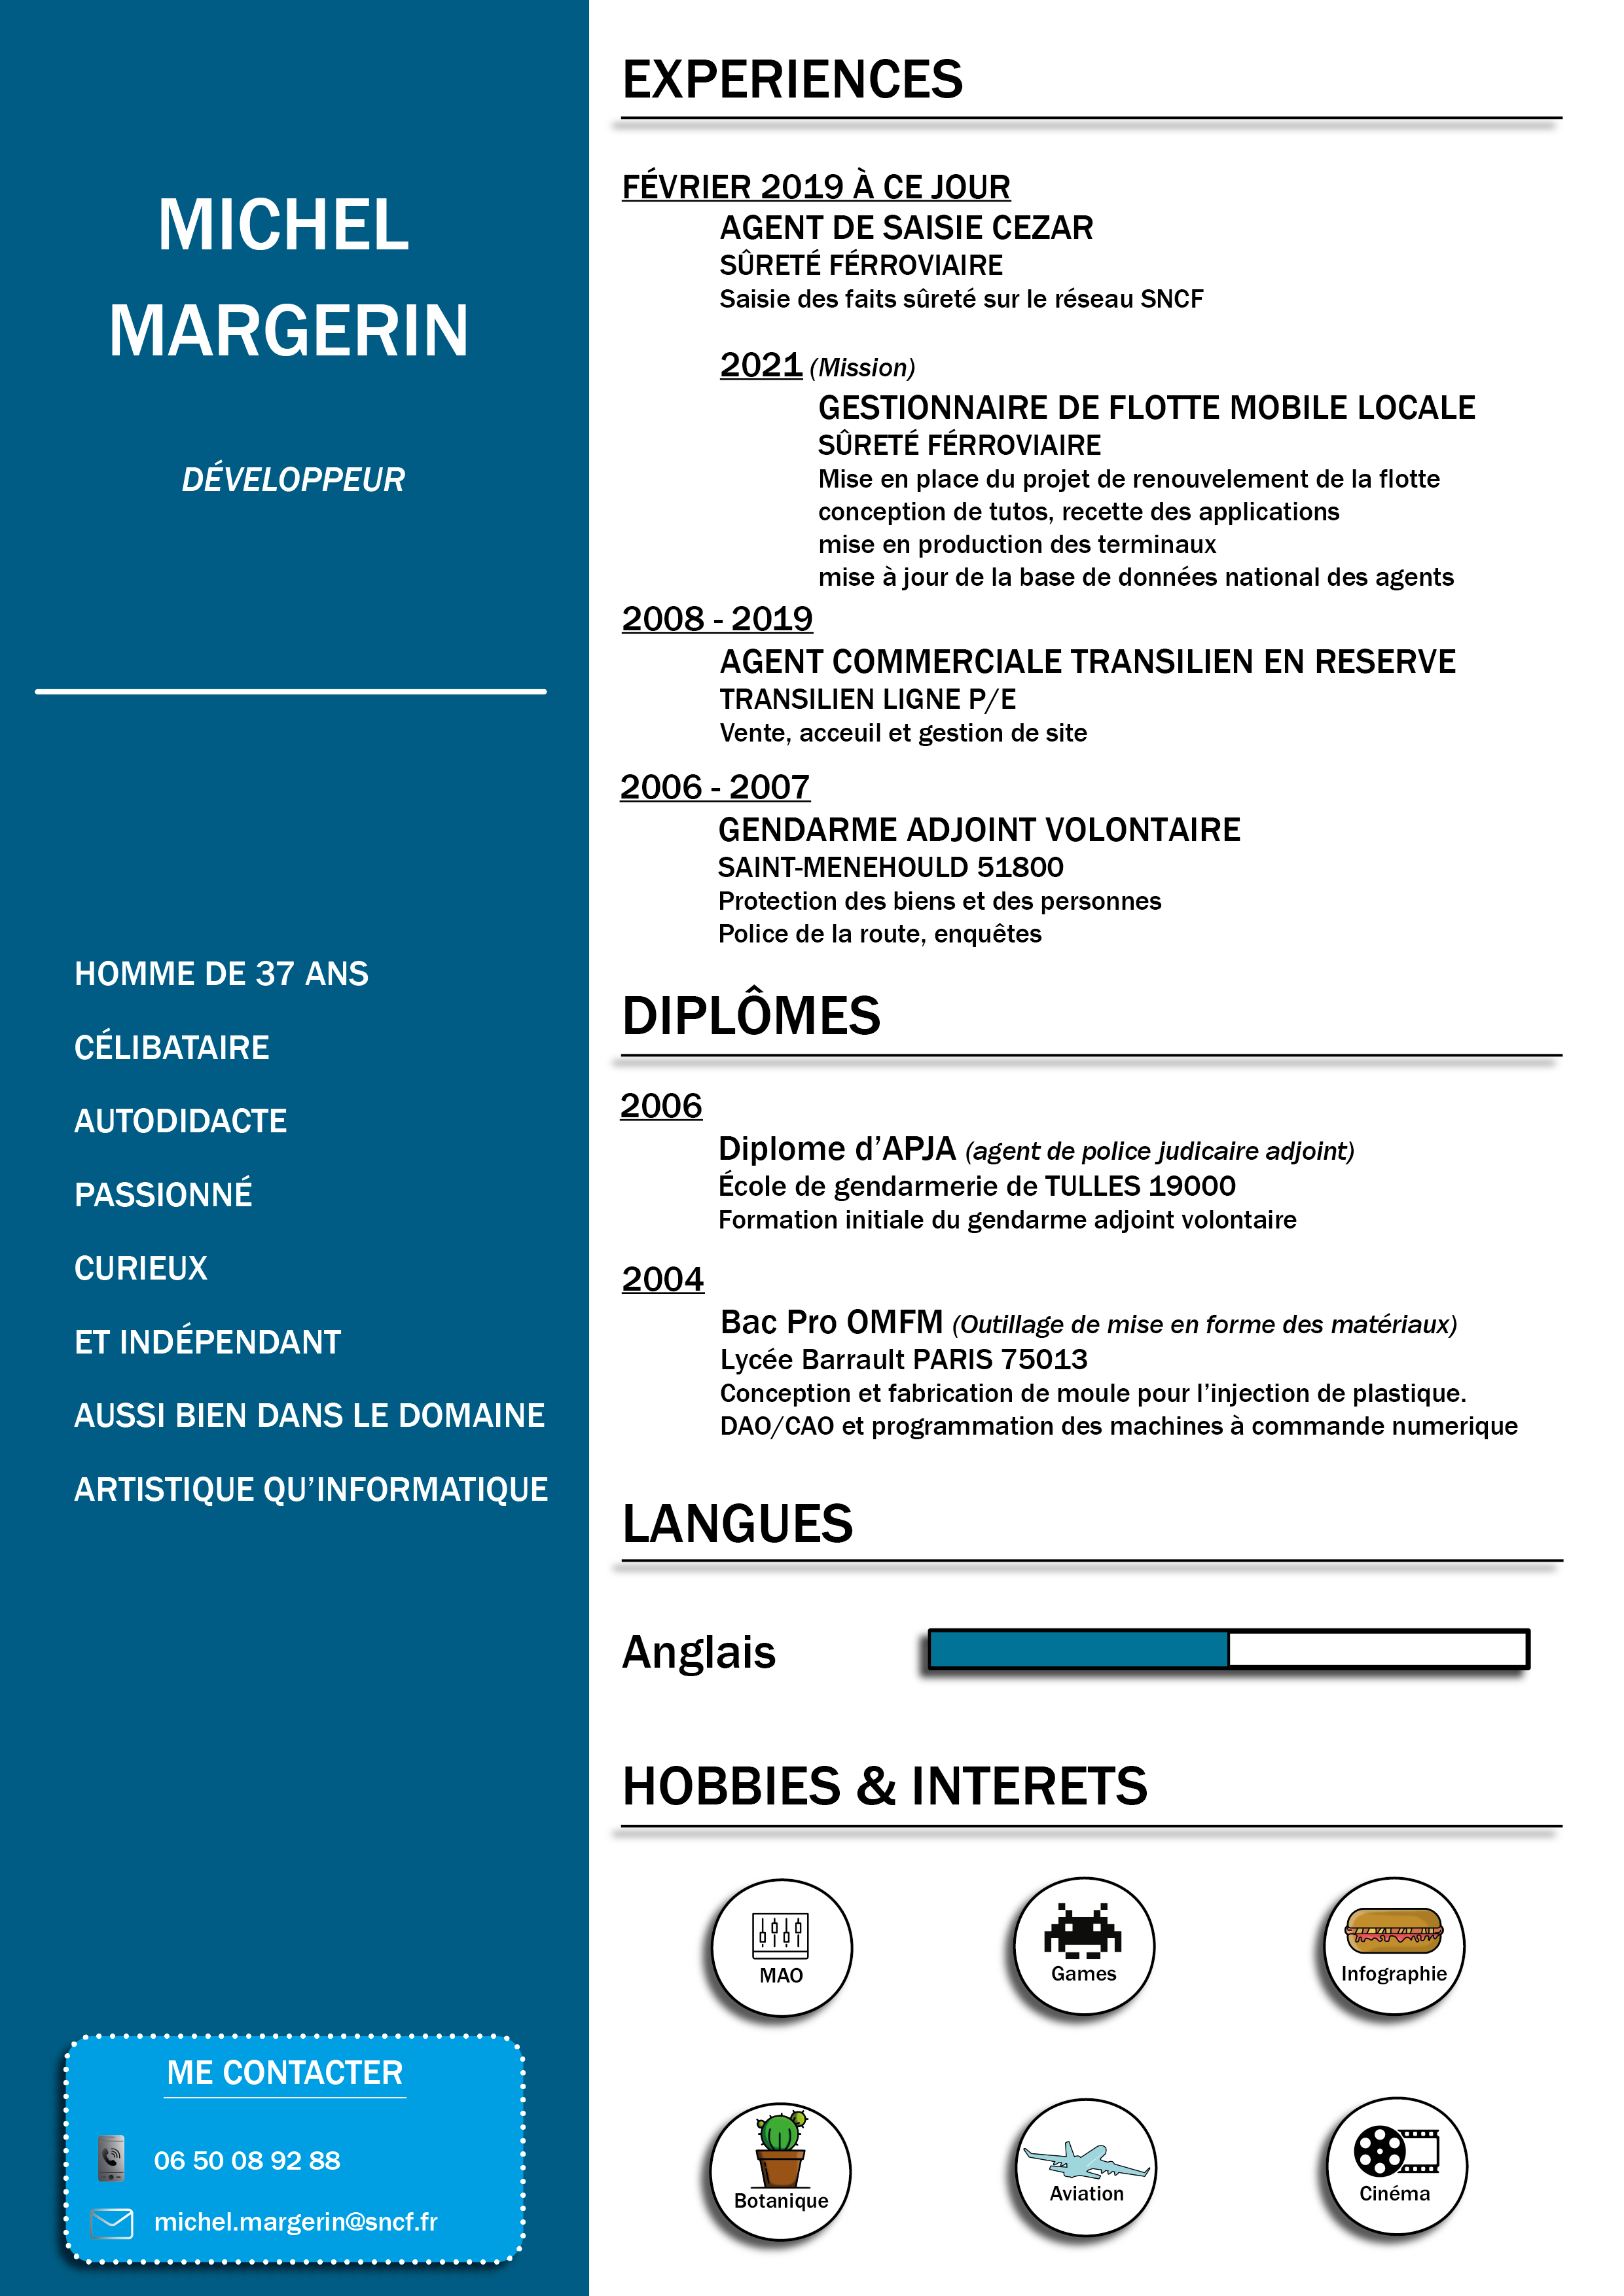 MICHEL
MARGERIN
DÉVELOPPEUR
HOMME DE 37 ANS
CÉLIBATAIRE
AUTODIDACTE
PASSIONNÉ
CURIEUX
ET INDÉPENDANT
AUSSI BIEN DANS LE DOMAINE
ARTISTIQUE QU’INFORMATIQUE
ME CONTACTER
06 50 08 92 88
michel.margerin@sncf.fr
EXPERIENCES
FÉVRIER 2019 À CE JOUR
AGENT DE SAISIE CEZAR
SÛRETÉ FÉRROVIAIRE
Saisie des faits sûreté sur le réseau SNCF
2021 (Mission)
GESTIONNAIRE DE FLOTTE MOBILE LOCALE
SÛRETÉ FÉRROVIAIRE
Mise en place du projet de renouvelement de la flotte
conception de tutos, recette des applications
mise en production des terminaux
mise à jour de la base de données national des agents
2008 - 2019
AGENT COMMERCIALE TRANSILIEN EN RESERVE
TRANSILIEN LIGNE P/E
Vente, acceuil et gestion de site
2006 - 2007
GENDARME ADJOINT VOLONTAIRE
SAINT-MENEHOULD 51800
Protection des biens et des personnes
Police de la route, enquêtes
DIPLÔMES
2006
Diplome d’APJA (agent de police judicaire adjoint)
École de gendarmerie de TULLES 19000
Formation initiale du gendarme adjoint volontaire
2004
Bac Pro OMFM (Outillage de mise en forme des matériaux)
Lycée Barrault PARIS 75013
Conception et fabrication de moule pour l’injection de plastique.
DAO/CAO et programmation des machines à commande numerique
LANGUES
Anglais
HOBBIES & INTERETS
MAO
Games
Infographie
Botanique
Aviation
Cinéma